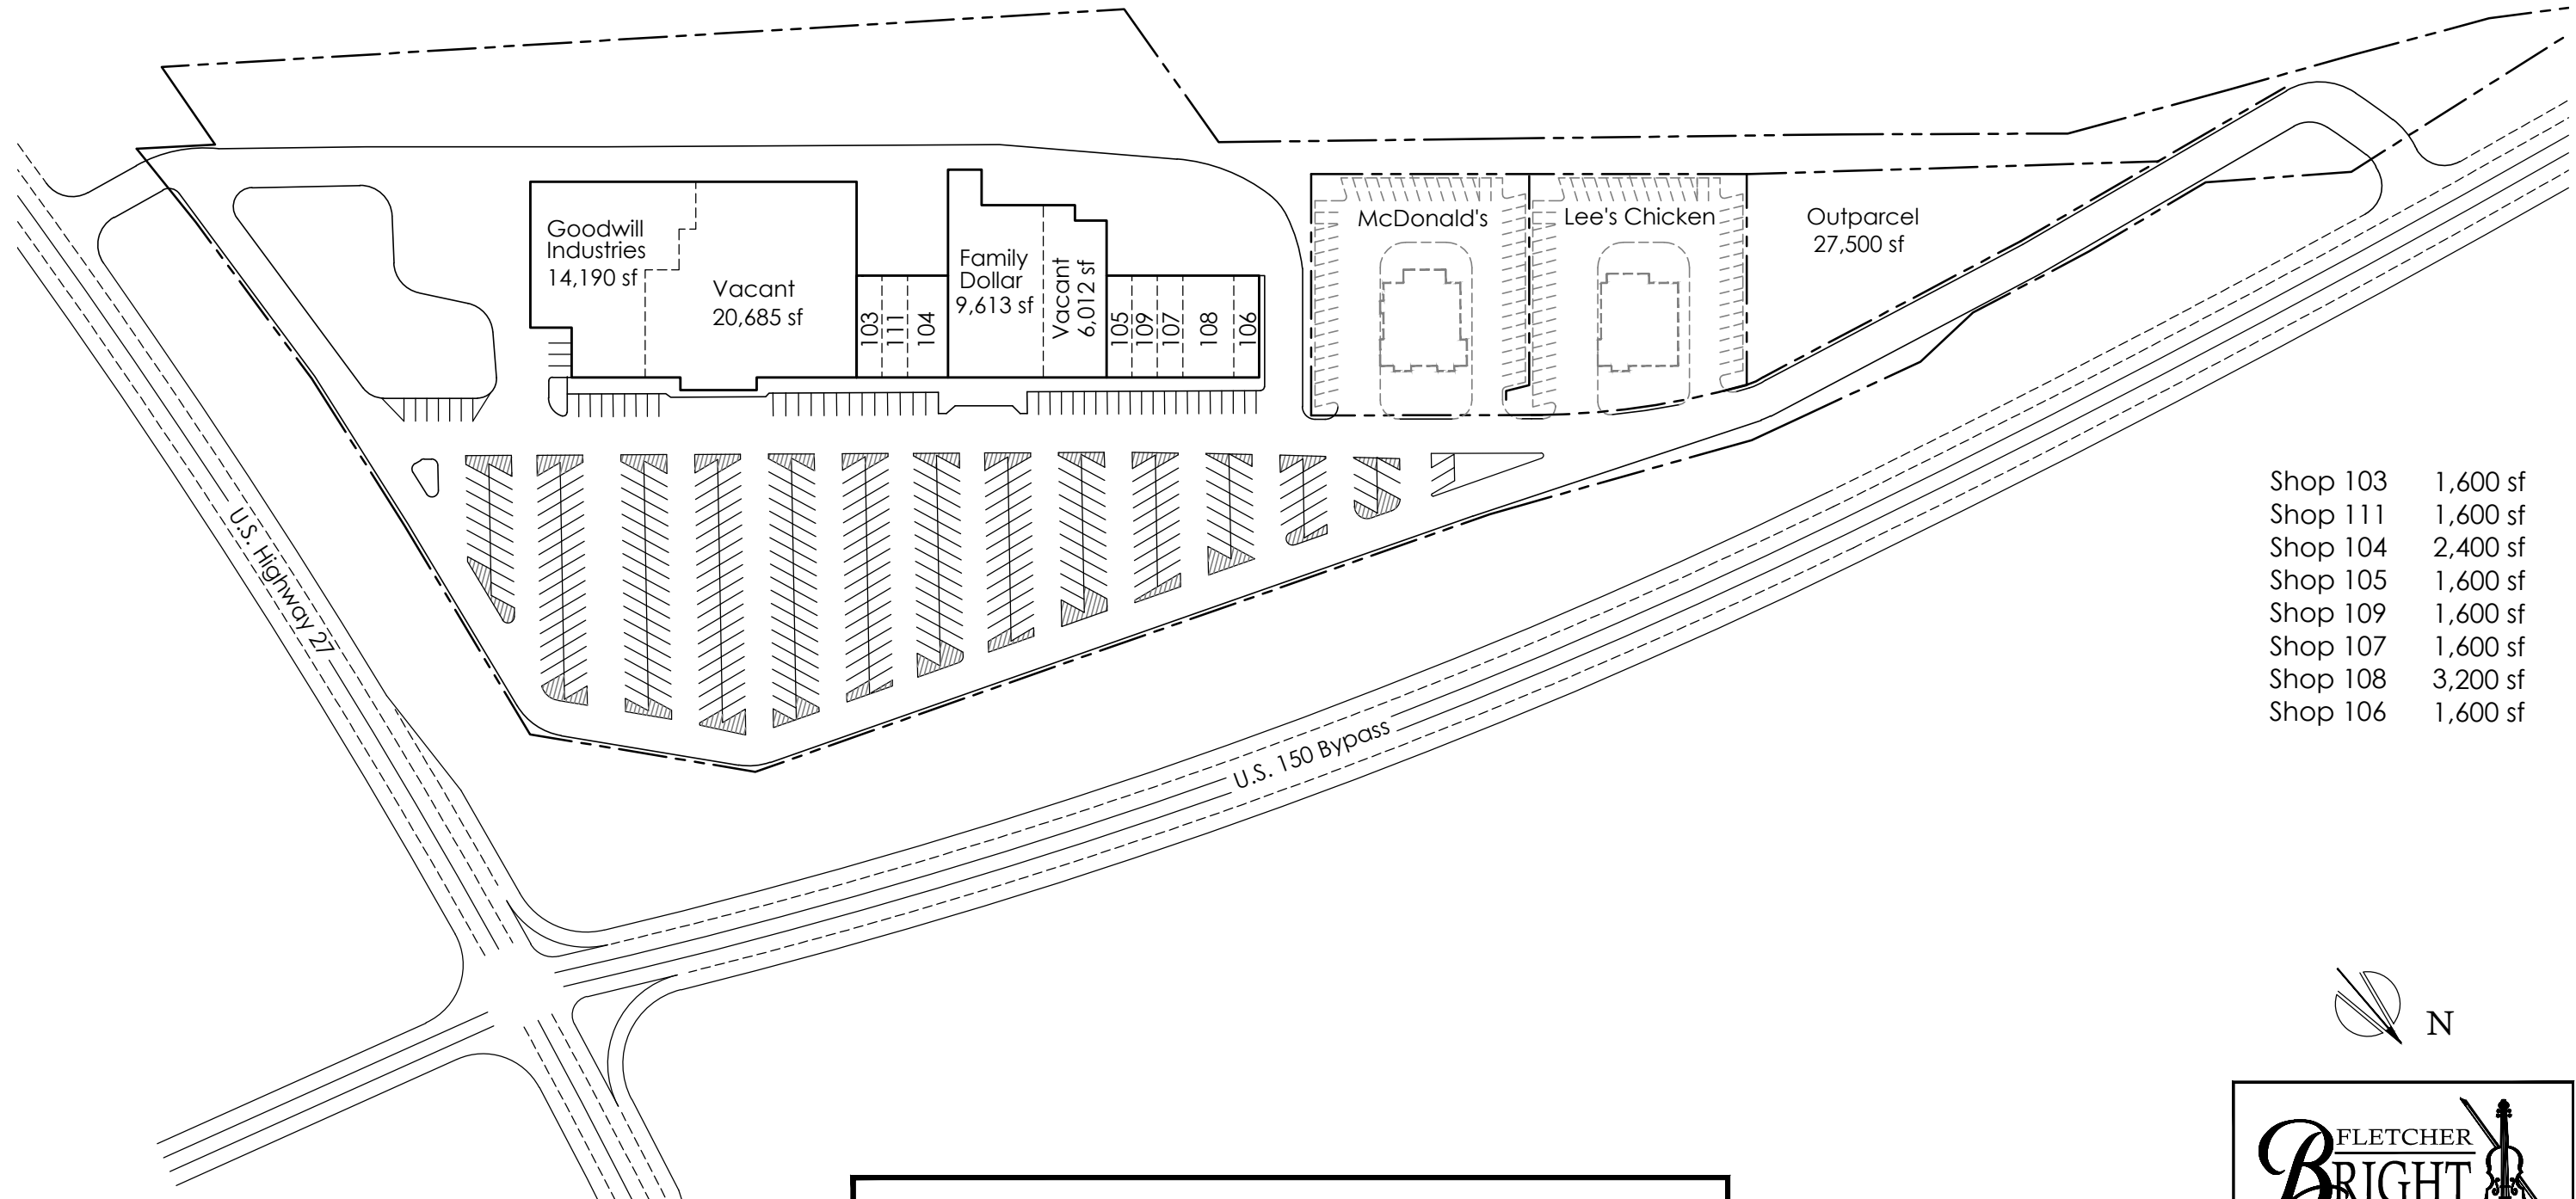 Goodwill
Industries
14,190 sf
Vacant
20,685 sf
103
111
104
Family
Dollar
9,613 sf
Vacant
6,012 sf
105
109
107
108
106
McDonald's
Lee's Chicken
Outparcel
27,500 sf
U.S. Highway 27
U.S. 150 Bypass
Shop 103 1,600 sf
Shop 111 1,600 sf
Shop 104 2,400 sf
Shop 105 1,600 sf
Shop 109 1,600 sf
Shop 107 1,600 sf
Shop 108 3,200 sf
Shop 106 1,600 sf
N
FLETCHER
BRIGHT